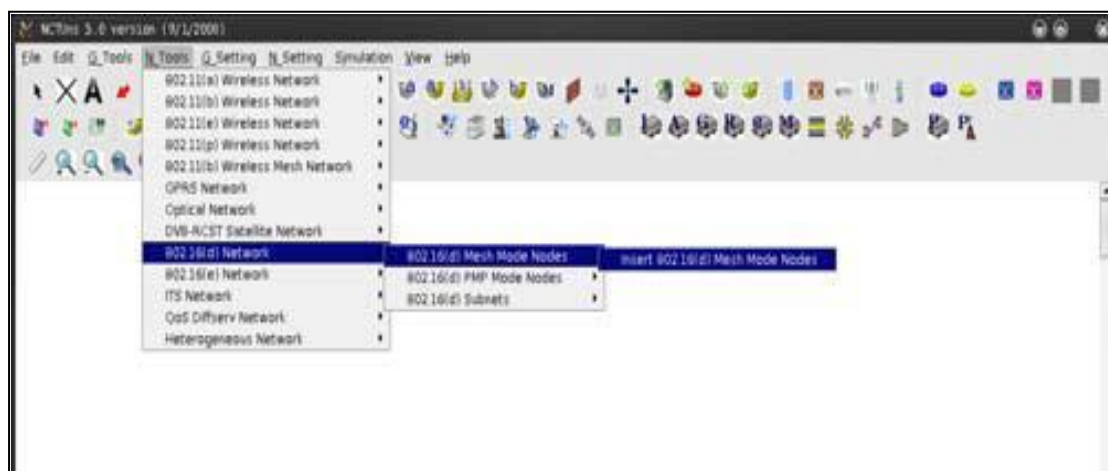 NCTUns 5.0 version (9/1/2008)
File Edit G_Tools N_Tools G_Setting N_Setting Simulation View Help
802.11(a) Wireless Network
802.11(b) Wireless Network
802.11(e) Wireless Network
802.11(p) Wireless Network
802.11(b) Wireless Mesh Network
GPRS Network
Optical Network
DVB-RCST Satellite Network
802.16(d) Network
802.16(e) Network
ITS Network
QoS Diffserv Network
Heterogeneous Network
802.16(d) Mesh Mode Nodes
802.16(d) PMP Mode Nodes
802.16(d) Subnets
Insert 802.16(d) Mesh Mode Nodes